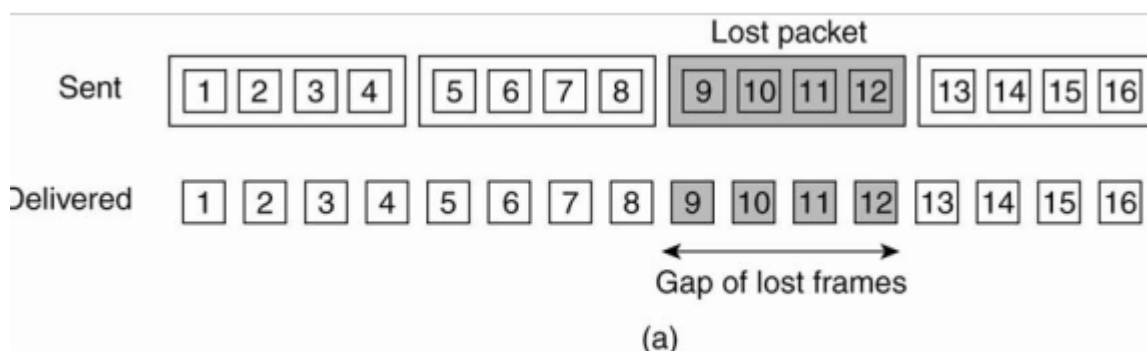 Lost packet
Sent 1 2 3 4 5 6 7 8 9 10 11 12 13 14 15 16
Delivered 1 2 3 4 5 6 7 8 9 10 11 12 13 14 15 16
Gap of lost frames
(a)